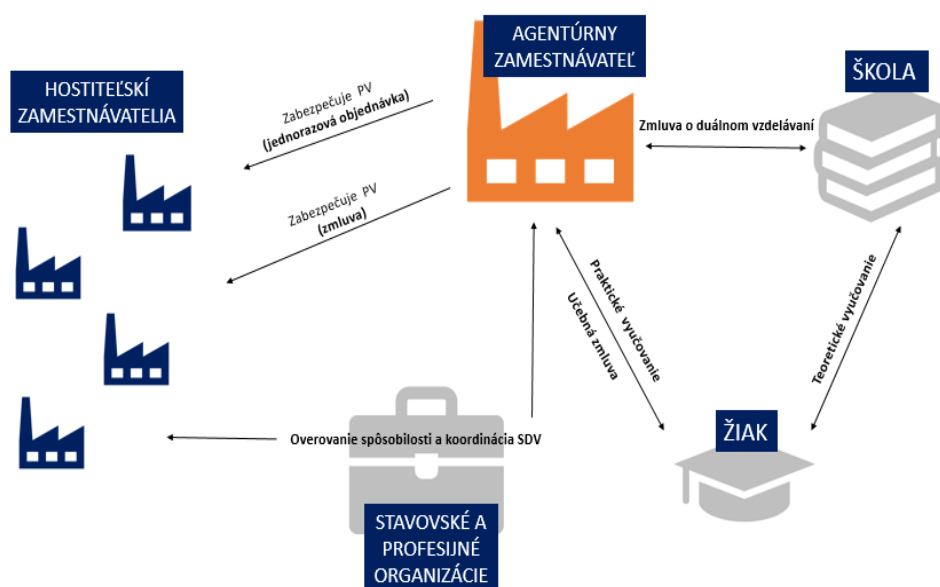 AGENTÚRNY
ZAMESTNÁVATEĽ
ŠKOLA
HOSTITEĽSKÍ
ZAMESTNÁVATELIA
Zabezpečuje PV
(jednorazová objednávka)
Zmluva o duálnom vzdelávaní
Zabezpečuje PV
(zmluva)
Praktické vyučovanie
Učebná zmluva
Teoretické vyučovanie
Overovanie spôsobilosti a koordinácia SDV
ŽIAK
STAVOVSKÉ A
PROFESIJNÉ
ORGANIZÁCIE